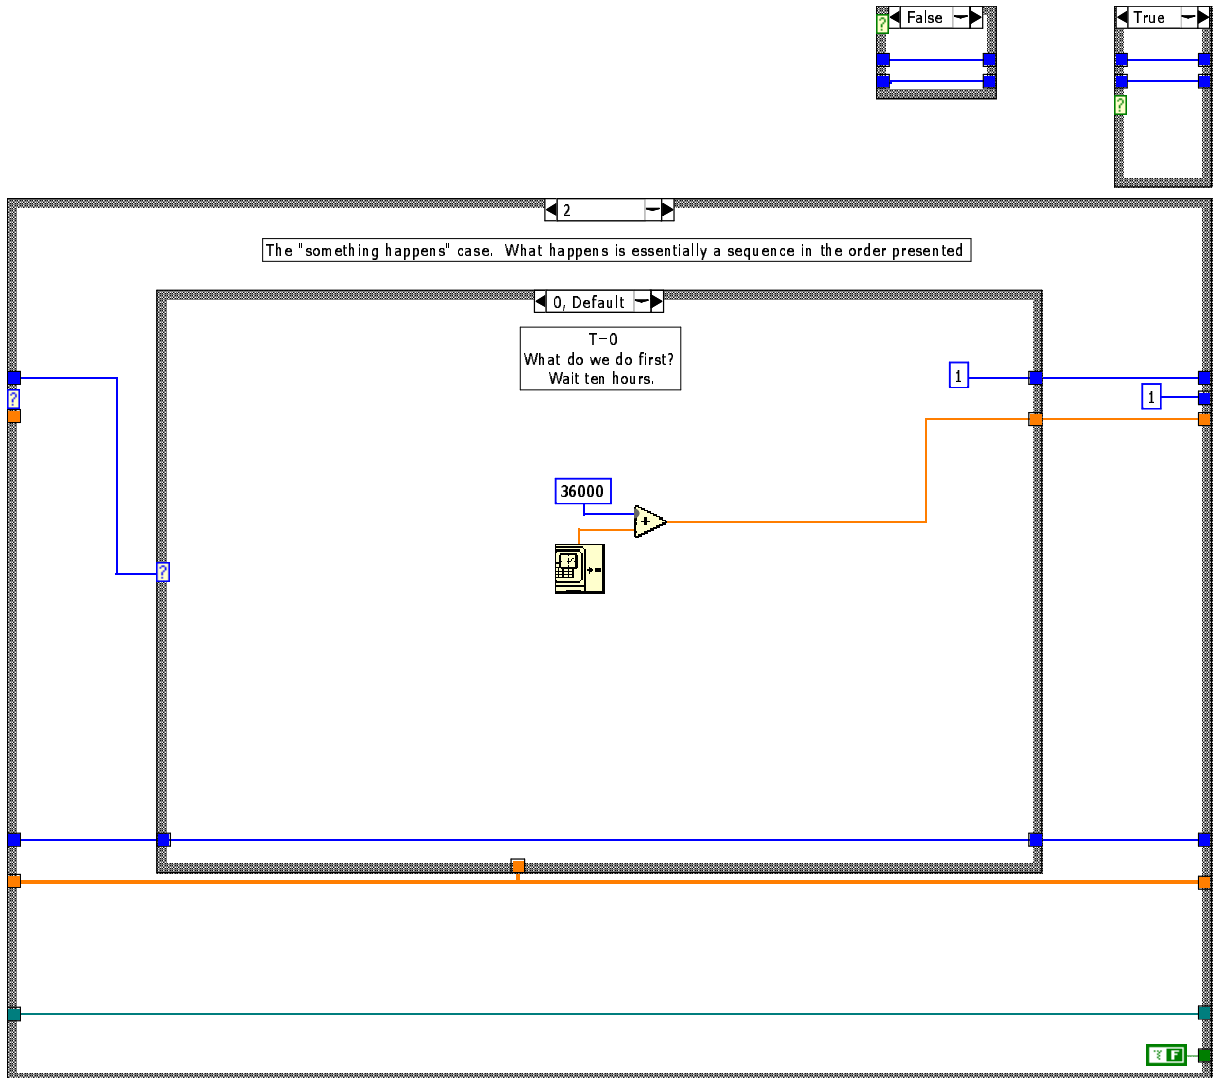 False
True
?
?
2
The "something happens" case. What happens is essentially a sequence in the order presented
0, Default
T-0
What do we do first?
Wait ten hours.
1
?
1
36000
+
?
F